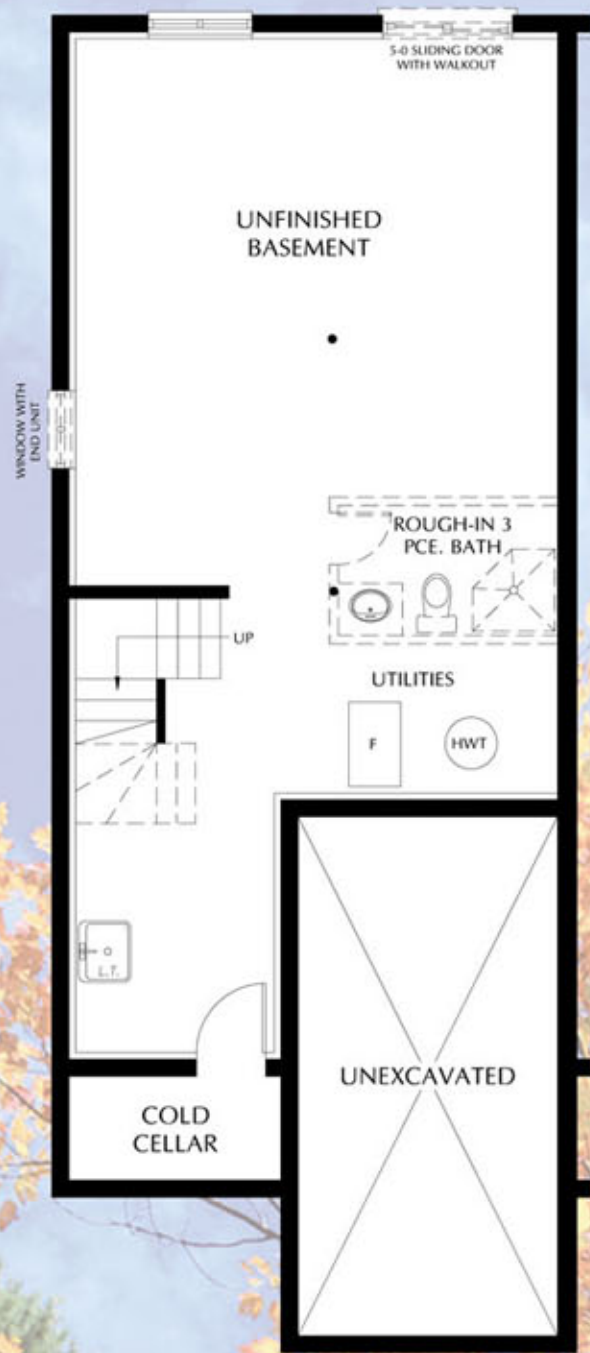 5-0 SLIDING DOOR
WITH WALKOUT
UNFINISHED
BASEMENT
WINDOW WITH
END UNIT
ROUGH-IN 3
PCE. BATH
UP
UTILITIES
F
HWT
L.T.
UNEXCAVATED
COLD
CELLAR